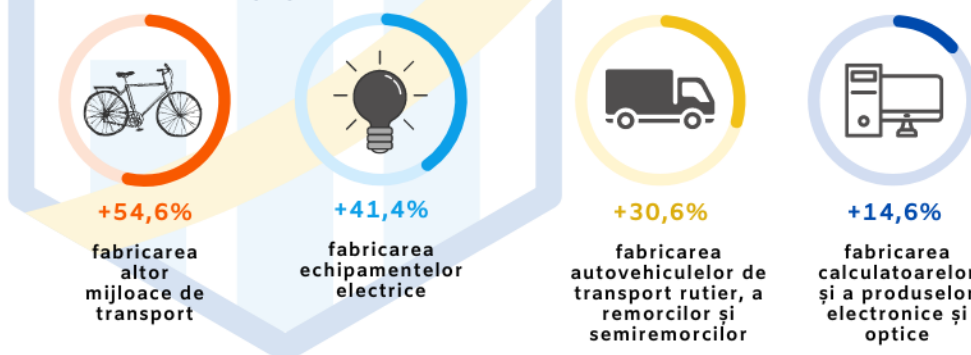 +54,6%
fabricarea
altor
mijloace de
transport
+41,4%
fabricarea
echipamentelor
electrice
+30,6%
fabricarea
autovehiculelor de
transport rutier, a
remorcilor și
semiremorcilor
+14,6%
fabricarea
calculatoarelor
și a produselor
electronice și
optice